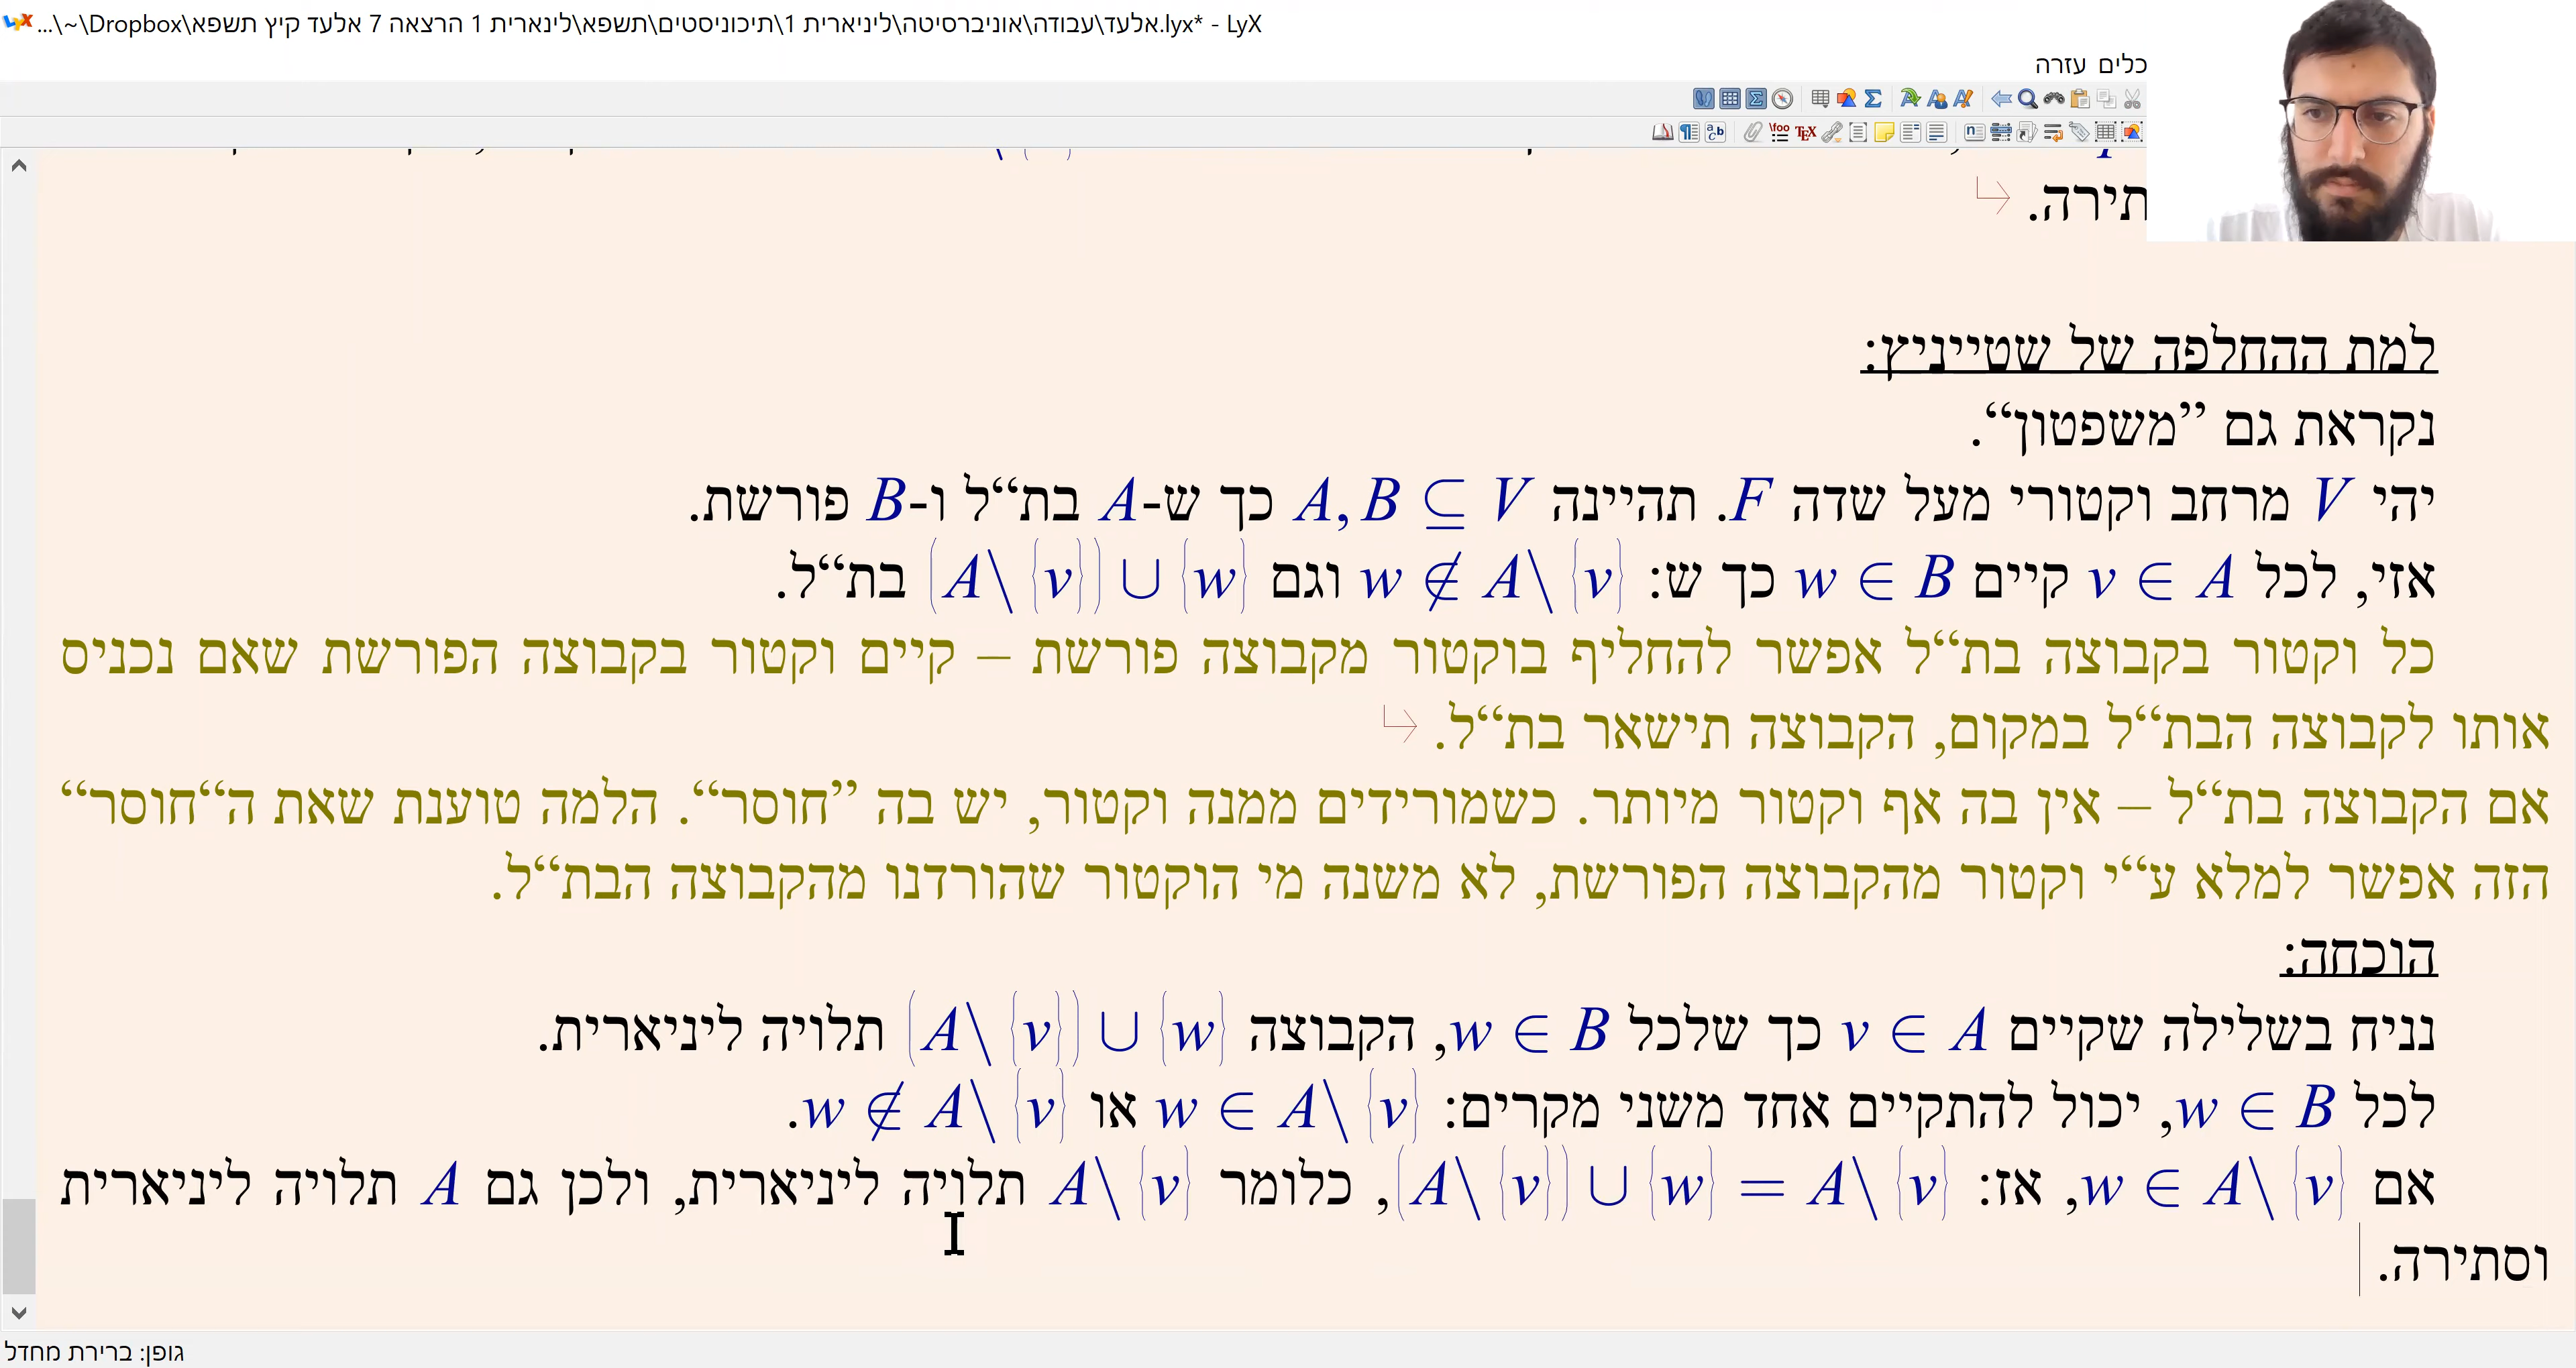 ...\~\Dropbox\אלעד\עבודה\אוניברסיטה\ליניארית 1\תיכוניסטים\תשפא\לינארית 1 הרצאה 7 אלעד קיץ תשפא.lyx* - LyX
כלים עזרה
תירה.
למת ההחלפה של שטייניץ:
נקראת גם ”משפטון“.
יהי V מרחב וקטורי מעל שדה F. תהיינה A, B ⊆ V כך ש-A בת“ל ו-B פורשת.
אזי, לכל v ∈ A קיים w ∈ B כך ש: w ∉ A\ {v} וגם (A\ {v}) ∪ {w} בת“ל.
כל וקטור בקבוצה בת“ל אפשר להחליף בוקטור מקבוצה פורשת – קיים וקטור בקבוצה הפורשת שאם נכניס
אותו לקבוצה הבת“ל במקום, הקבוצה תישאר בת“ל.
אם הקבוצה בת“ל – אין בה אף וקטור מיותר. כשמורידים ממנה וקטור, יש בה ”חוסר“. הלמה טוענת שאת ה“חוסר“
הזה אפשר למלא ע“י וקטור מהקבוצה הפורשת, לא משנה מי הוקטור שהורדנו מהקבוצה הבת“ל.
הוכחה:
נניח בשלילה שקיים v ∈ A כך שלכל w ∈ B, הקבוצה (A\ {v}) ∪ {w} תלויה ליניארית.
לכל w ∈ B, יכול להתקיים אחד משני מקרים: w ∈ A\ {v} או w ∉ A\ {v}.
אם w ∈ A\ {v}, אז: (A\ {v}) ∪ {w} = A\ {v}, כלומר A\ {v} תלויה ליניארית, ולכן גם A תלויה ליניארית
וסתירה.
גופן: ברירת מחדל